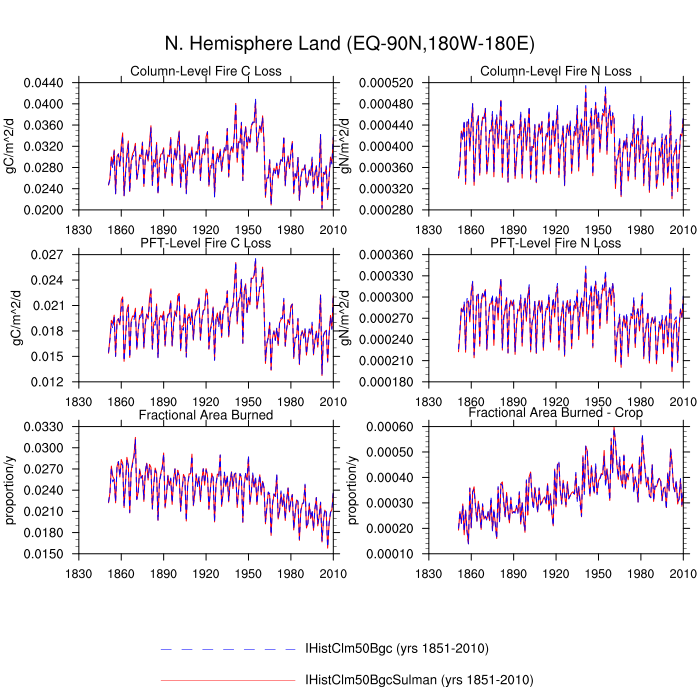 N. Hemisphere Land (EQ-90N,180W-180E)
Column-Level Fire C Loss
gC/m^2/d
0.0440
0.0400
0.0360
0.0320
0.0280
0.0240
0.0200
1830 1860 1890 1920 1950 1980 2010
Column-Level Fire N Loss
gN/m^2/d
0.000520
0.000480
0.000440
0.000400
0.000360
0.000320
0.000280
1830 1860 1890 1920 1950 1980 2010
PFT-Level Fire C Loss
gC/m^2/d
0.027
0.024
0.021
0.018
0.015
0.012
1830 1860 1890 1920 1950 1980 2010
PFT-Level Fire N Loss
gN/m^2/d
0.000360
0.000330
0.000300
0.000270
0.000240
0.000210
0.000180
1830 1860 1890 1920 1950 1980 2010
Fractional Area Burned
proportion/y
0.0330
0.0300
0.0270
0.0240
0.0210
0.0180
0.0150
1830 1860 1890 1920 1950 1980 2010
Fractional Area Burned - Crop
proportion/y
0.00060
0.00050
0.00040
0.00030
0.00020
0.00010
1830 1860 1890 1920 1950 1980 2010
IHistClm50Bgc (yrs 1851-2010)
IHistClm50BgcSulman (yrs 1851-2010)